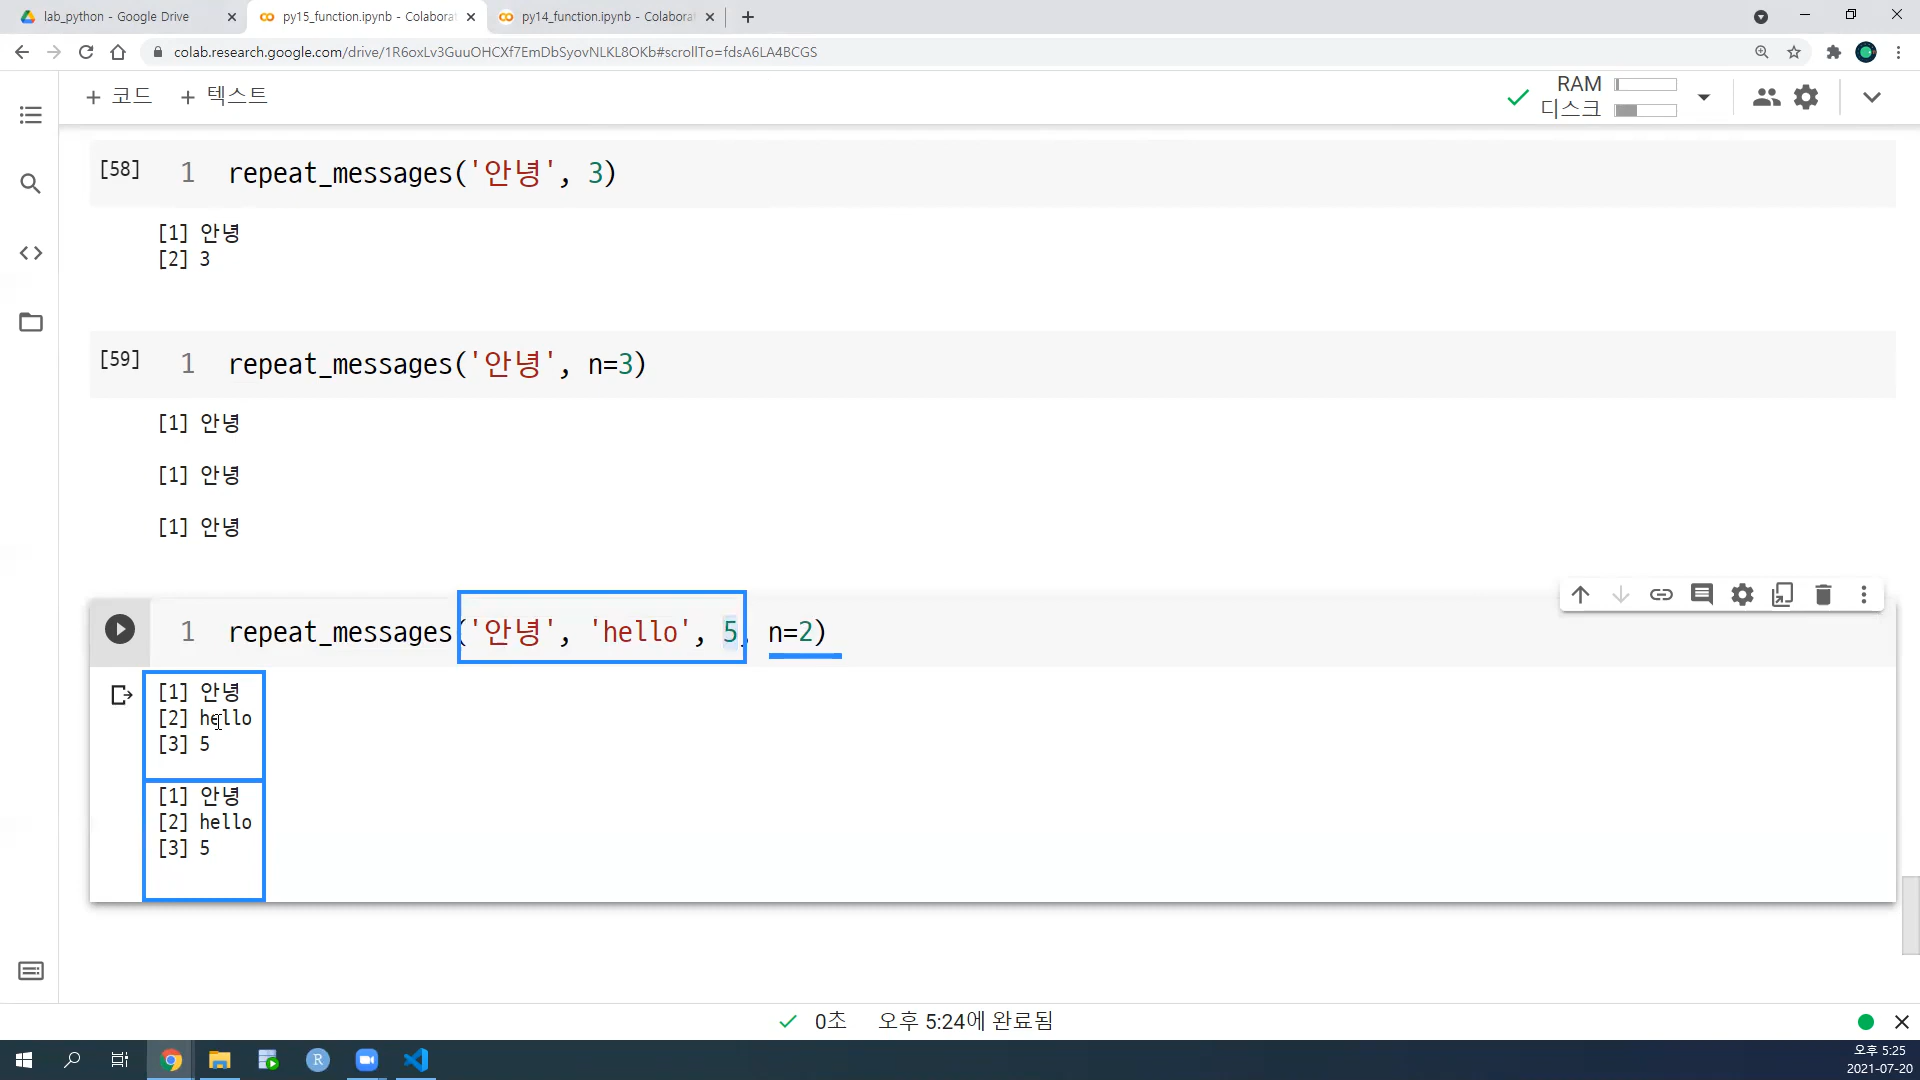 lab_python - Google Drive
py15_function.ipynb - Colabora
py14_function.ipynb - Colabora
colab.research.google.com/drive/1R6oxLv3GuuOHCXf7EmDbSyovNLKL8OKb#scrollTo=fdsA6LA4BCGS
+ 코드 + 텍스트
RAM
디스크
[58] 1 repeat_messages('안녕', 3)
[1] 안녕
[2] 3
[59] 1 repeat_messages('안녕', n=3)
[1] 안녕
[1] 안녕
[1] 안녕
1 repeat_messages('안녕', 'hello', 5, n=2)
[1] 안녕
[2] hello
[3] 5
[1] 안녕
[2] hello
[3] 5
0초 오후 5:24에 완료됨
R
오후 5:25
2021-07-20